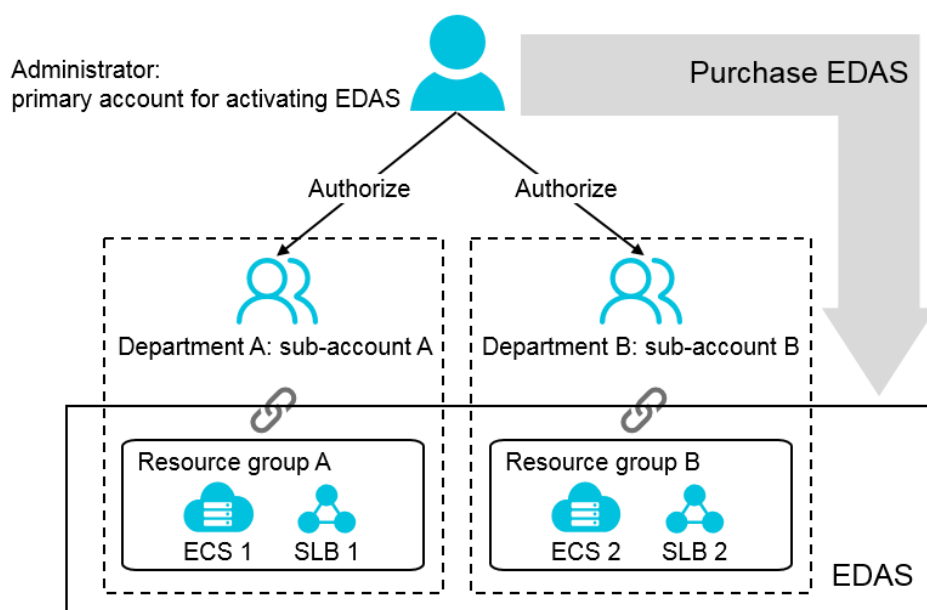 Purchase EDAS
Administrator:
primary account for activating EDAS
Authorize
Authorize
Department A: sub-account A
Department B: sub-account B
Resource group A
Resource group B
ECS 1
SLB 1
ECS 2
SLB 2
EDAS